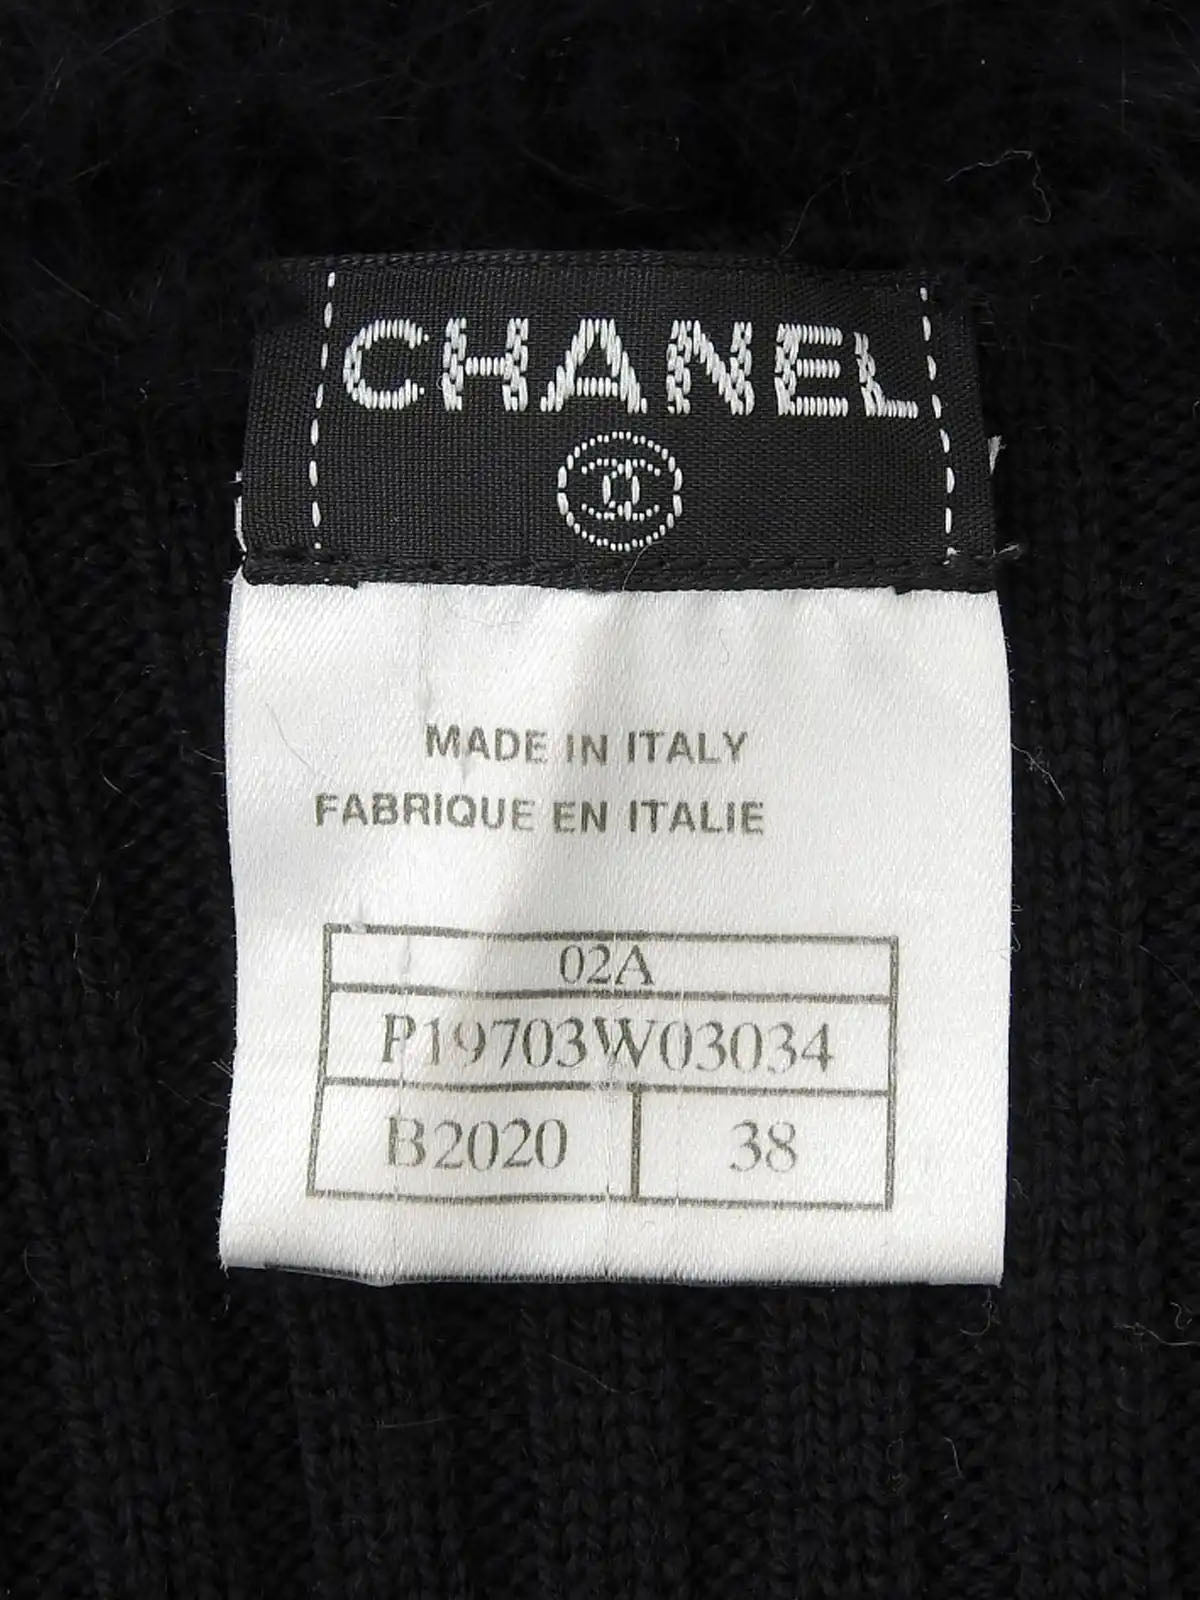 CHANEL
MADE IN ITALY
FABRIQUE EN ITALIE
02A
P19703W03034
B2020 38